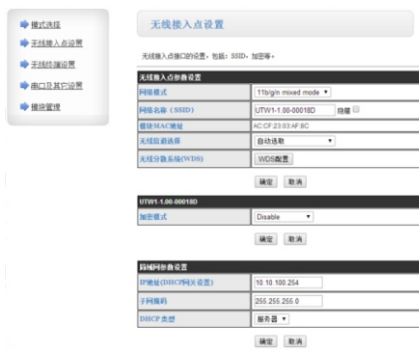 模式选择
无线接入点设置
无线终端设置
串口及其它设置
模块管理
无线接入点设置
无线接入点接口的设置，包括：SSID，加密等。
无线接入点参数设置
网络模式 11b/g/n mixed mode
网络名称（SSID） UTW1-1.00-00018D 隐藏
模块MAC地址 AC:CF:23:03:AF:8C
无线信道选择 自动选取
无线分散系统(WDS) WDS配置
确定 取消
UTW1-1.00-00018D
加密模式 Disable
确定 取消
局域网参数设置
IP地址(DHCP网关设置) 10.10.100.254
子网掩码 255.255.255.0
DHCP 类型 服务器
确定 取消